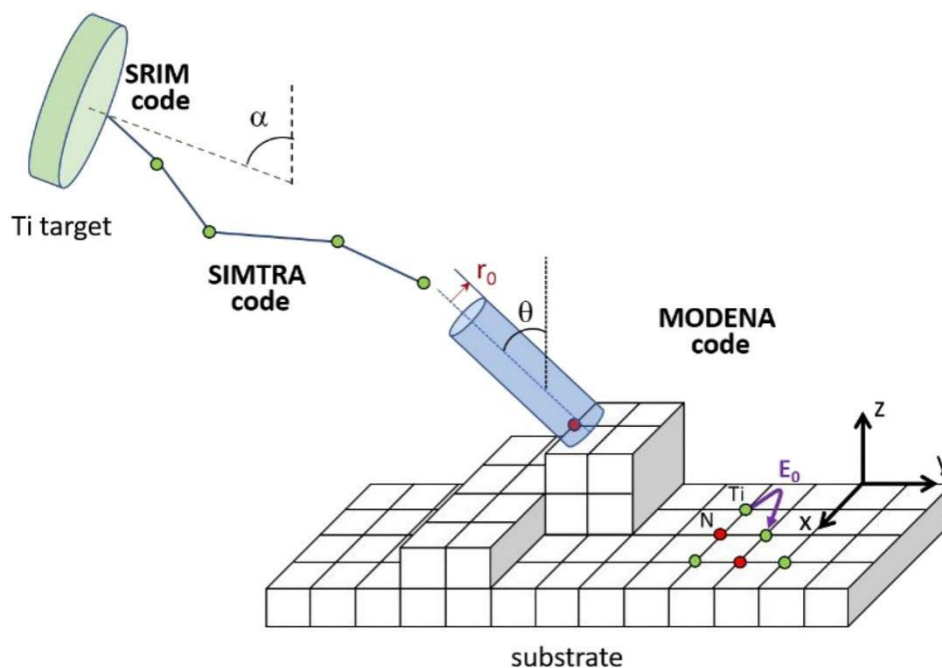 SRIM
code
α
Ti target
SIMTRA
code
r₀
θ
MODENA
code
z
y
E₀
Ti
N
x
substrate